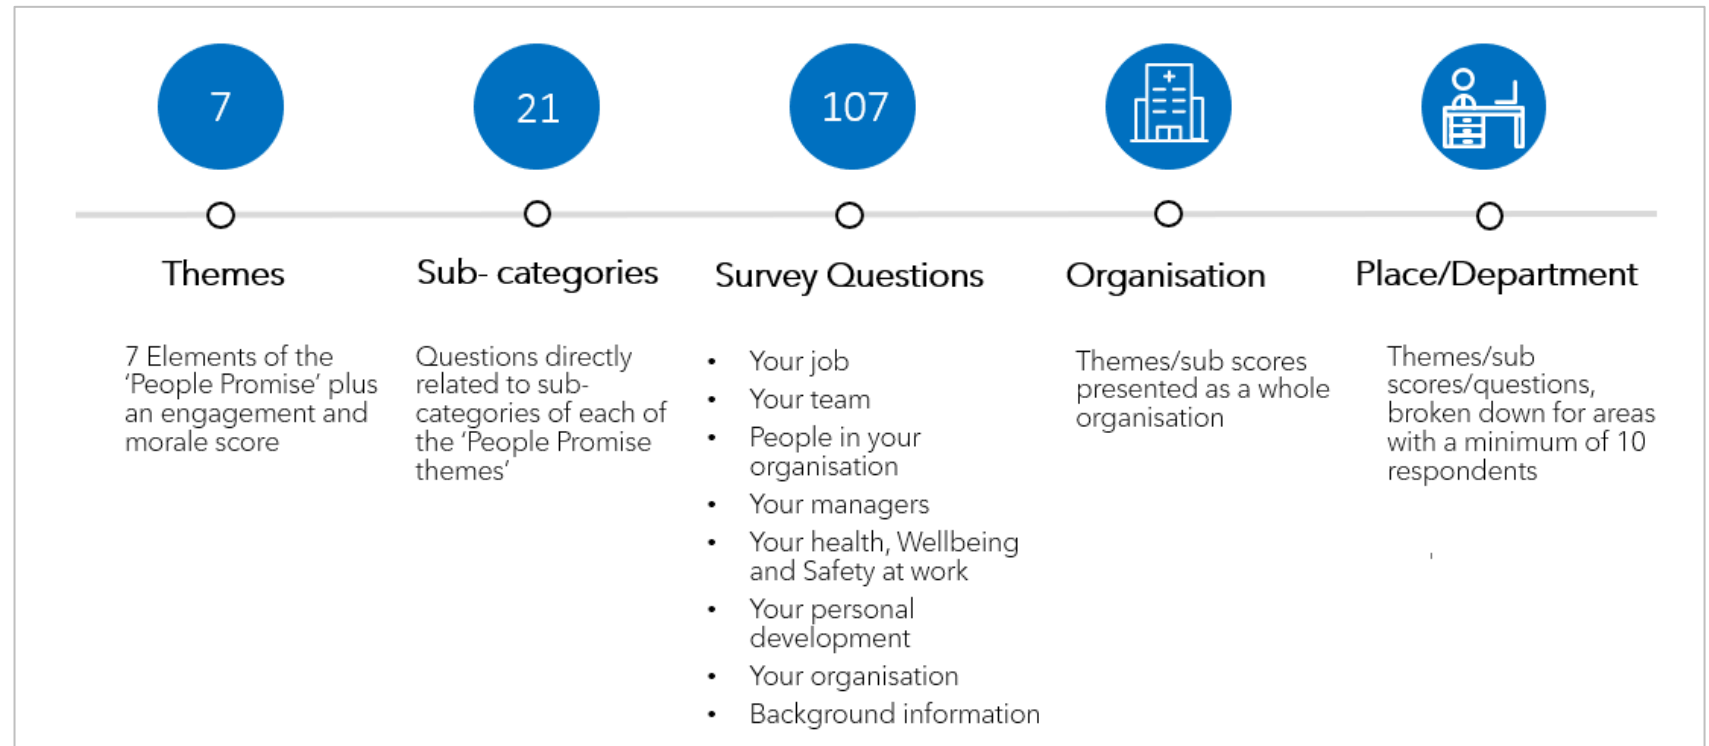 7
21
107
Themes
Sub- categories
Survey Questions
Organisation
Place/Department
7 Elements of the
‘People Promise’ plus
an engagement and
morale score
Questions directly
related to sub-
categories of each of
the ‘People Promise
themes’
• Your job
• Your team
• People in your
organisation
• Your managers
• Your health, Wellbeing
and Safety at work
• Your personal
development
• Your organisation
• Background information
Themes/sub scores
presented as a whole
organisation
Themes/sub
scores/questions,
broken down for areas
with a minimum of 10
respondents